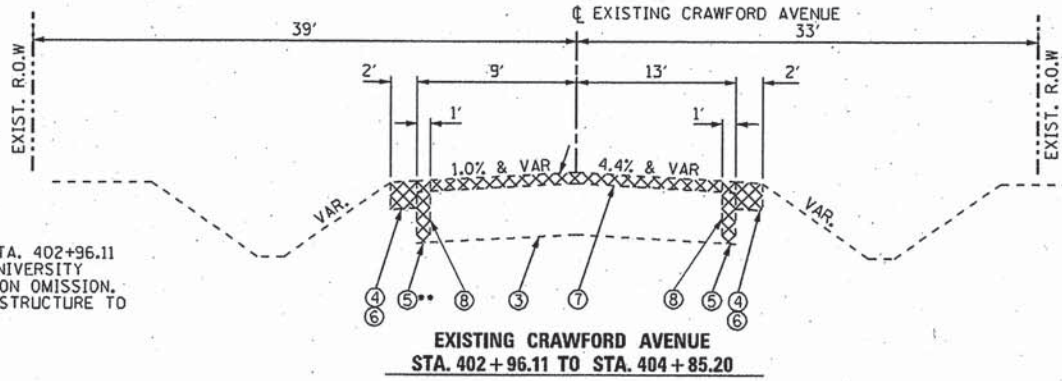 ℄ EXISTING CRAWFORD AVENUE
39' 33'
2' 9' 13' 2'
1' 1'
EXIST. R.O.W
EXIST. R.O.W
1.0% & VAR 4.4% & VAR
VAR. VAR.
TA. 402+96.11
NIVERSITY
ON OMISSION.
STRUCTURE TO
④ ⑤** ⑧ ③ ⑦ ⑧ ⑤ ④
⑥ ⑥
EXISTING CRAWFORD AVENUE
STA. 402+96.11 TO STA. 404+85.20